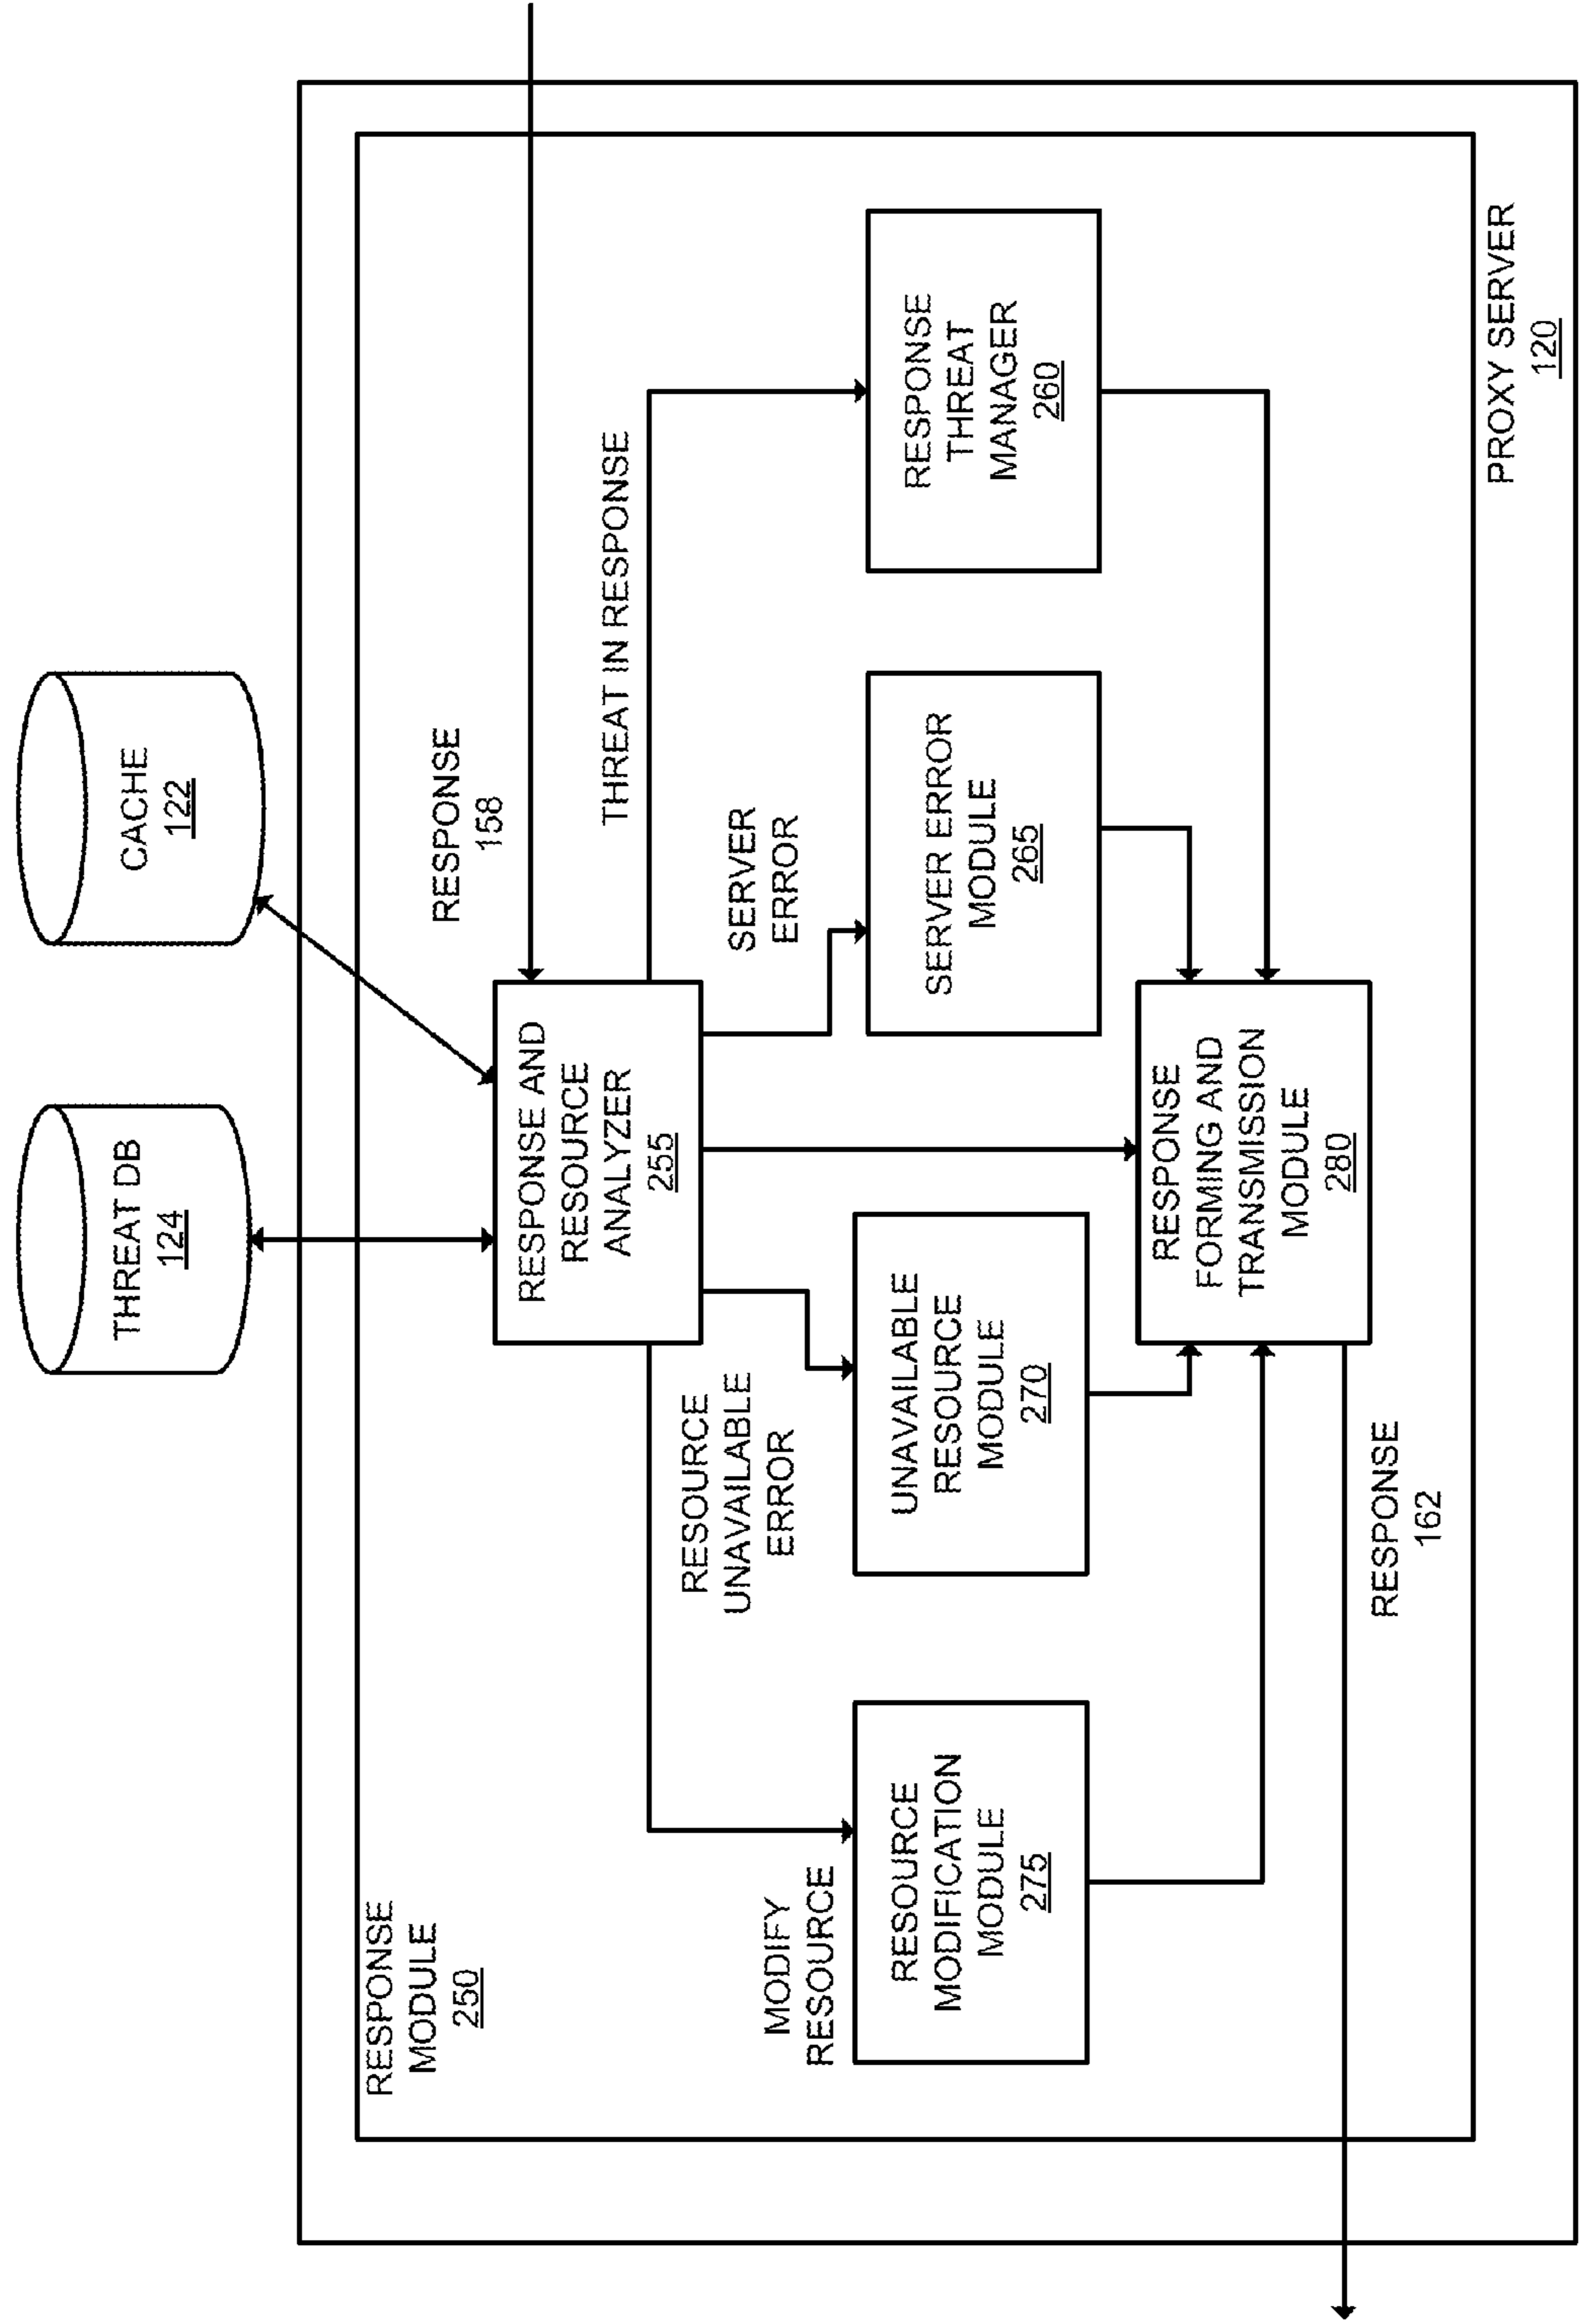 THREAT DB
124
CACHE
122
RESPONSE
MODULE
250
RESPONSE
158
RESPONSE AND
RESOURCE
ANALYZER
255
THREAT IN RESPONSE
SERVER
ERROR
RESOURCE
UNAVAILABLE
ERROR
MODIFY
RESOURCE
RESOURCE
MODIFICATION
MODULE
275
UNAVAILABLE
RESOURCE
MODULE
270
SERVER ERROR
MODULE
265
RESPONSE
THREAT
MANAGER
260
RESPONSE
FORMING AND
TRANSMISSION
MODULE
280
RESPONSE
162
PROXY SERVER
120